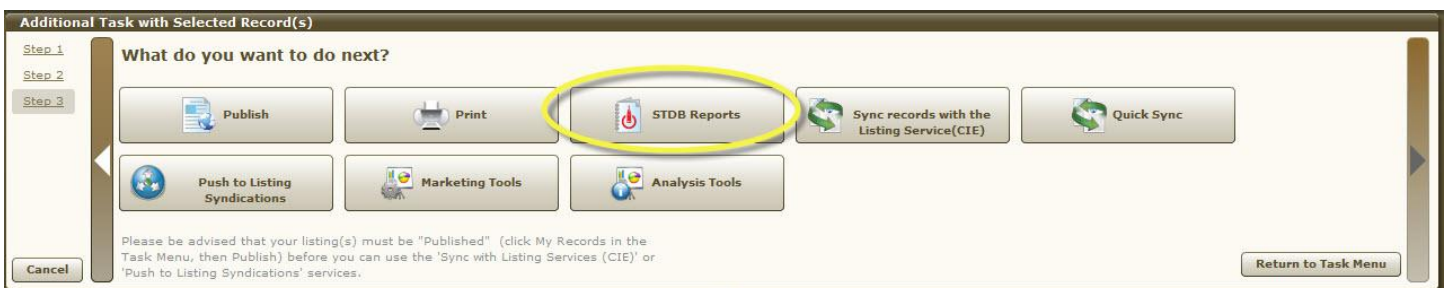 Additional Task with Selected Record(s)
Step 1
Step 2
Step 3
What do you want to do next?
Publish
Print
STDB Reports
Sync records with the
Listing Service(CIE)
Quick Sync
Push to Listing
Syndications
Marketing Tools
Analysis Tools
Please be advised that your listing(s) must be "Published" (click My Records in the
Task Menu, then Publish) before you can use the 'Sync with Listing Services (CIE)' or
'Push to Listing Syndications' services.
Cancel
Return to Task Menu